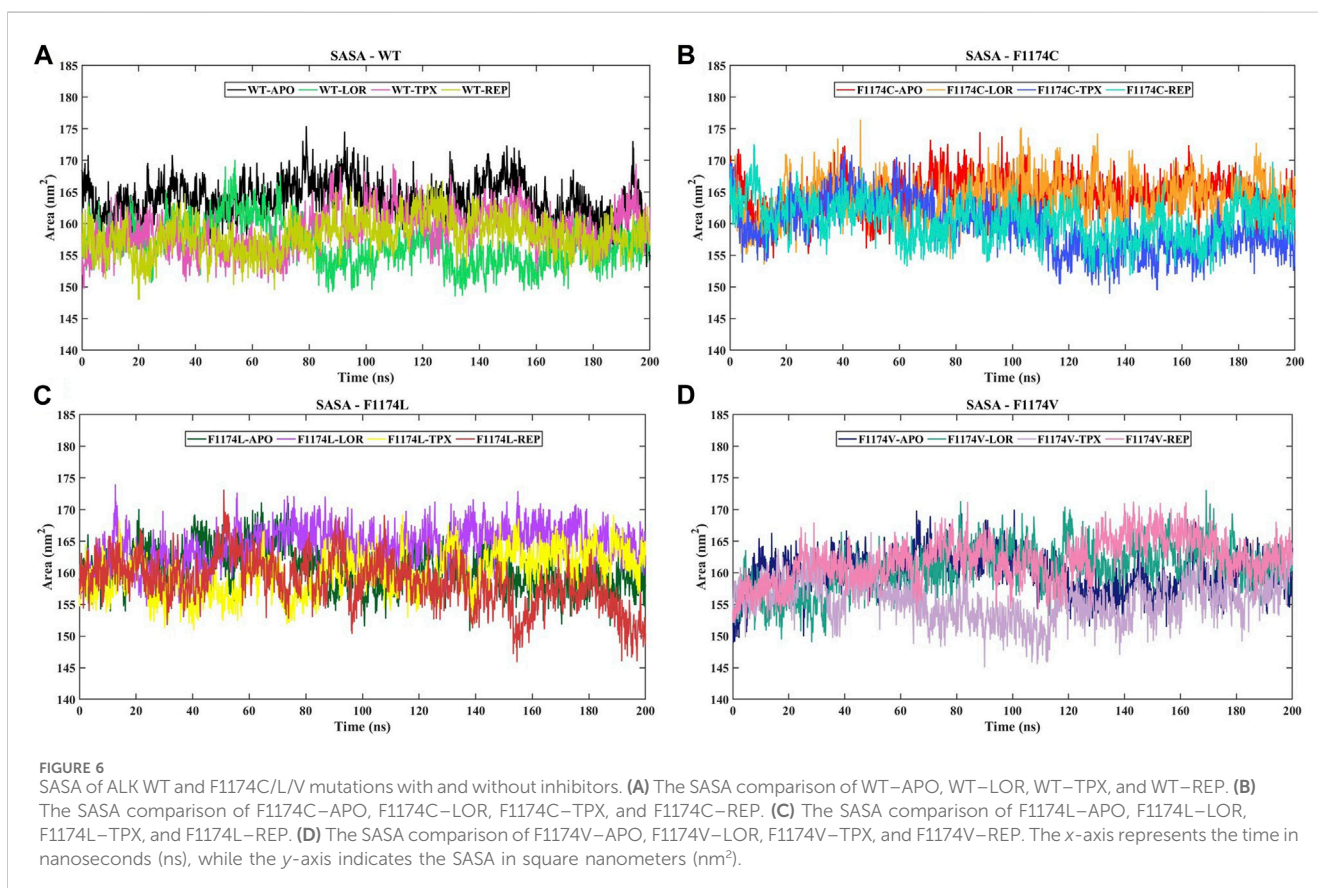 A
SASA - WT
WT-APO WT-LOR WT-TPX WT-REP
Area (nm²)
185
180
175
170
165
160
155
150
145
140
0 20 40 60 80 100 120 140 160 180 200
Time (ns)
B
SASA - F1174C
F1174C-APO F1174C-LOR F1174C-TPX F1174C-REP
Area (nm²)
185
180
175
170
165
160
155
150
145
140
0 20 40 60 80 100 120 140 160 180 200
Time (ns)
C
SASA - F1174L
F1174L-APO F1174L-LOR F1174L-TPX F1174L-REP
Area (nm²)
185
180
175
170
165
160
155
150
145
140
0 20 40 60 80 100 120 140 160 180 200
Time (ns)
D
SASA - F1174V
F1174V-APO F1174V-LOR F1174V-TPX F1174V-REP
Area (nm²)
185
180
175
170
165
160
155
150
145
140
0 20 40 60 80 100 120 140 160 180 200
Time (ns)
FIGURE 6
SASA of ALK WT and F1174C/L/V mutations with and without inhibitors. (A) The SASA comparison of WT–APO, WT–LOR, WT–TPX, and WT–REP. (B)
The SASA comparison of F1174C–APO, F1174C–LOR, F1174C–TPX, and F1174C–REP. (C) The SASA comparison of F1174L–APO, F1174L–LOR,
F1174L–TPX, and F1174L–REP. (D) The SASA comparison of F1174V–APO, F1174V–LOR, F1174V–TPX, and F1174V–REP. The x-axis represents the time in
nanoseconds (ns), while the y-axis indicates the SASA in square nanometers (nm²).